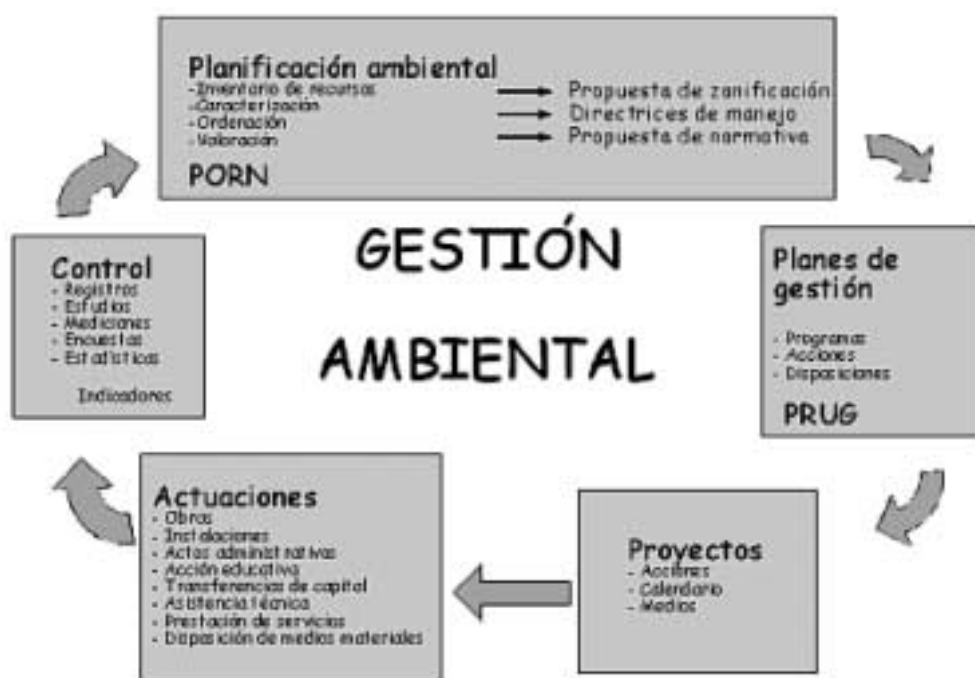 Planificación ambiental
-Inventario de recursos
-Caracterización
-Ordenación
-Valoración
Propuesta de zonificación
Directrices de manejo
Propuesta de normativa
PORN
GESTIÓN
AMBIENTAL
Planes de
gestión
- Programas
- Acciones
- Disposiciones
PRUG
Proyectos
- Acciones
- Calendario
- Medios
Actuaciones
- Obras
- Instalaciones
- Actos administrativos
- Acción educativa
- Transferencias de capital
- Asistencia técnica
- Prestación de servicios
- Disposición de medios materiales
Control
- Registros
- Estudios
- Mediciones
- Encuestas
- Estadísticas
Indicadores